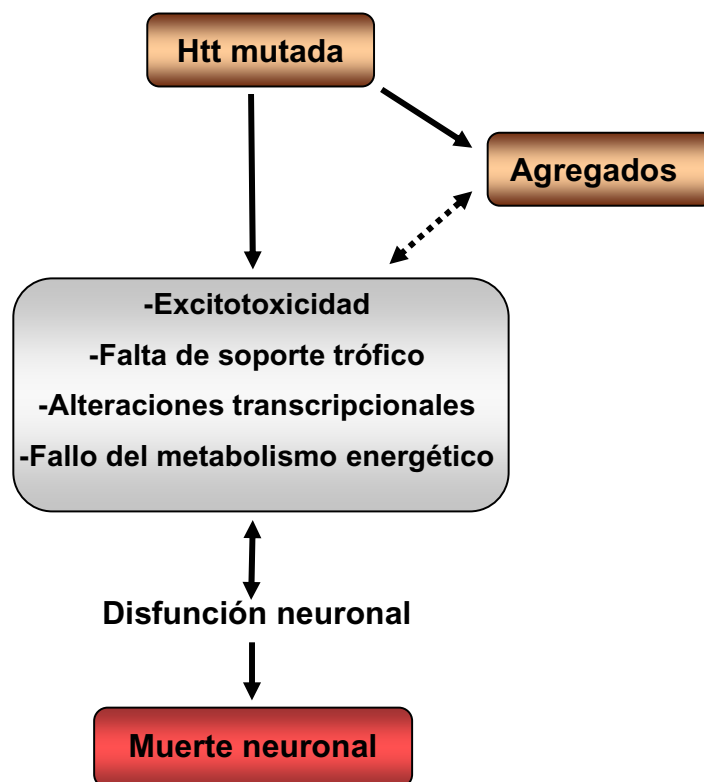 Htt mutada
Agregados
-Excitotoxicidad
-Falta de soporte trófico
-Alteraciones transcripcionales
-Fallo del metabolismo energético
Disfunción neuronal
Muerte neuronal